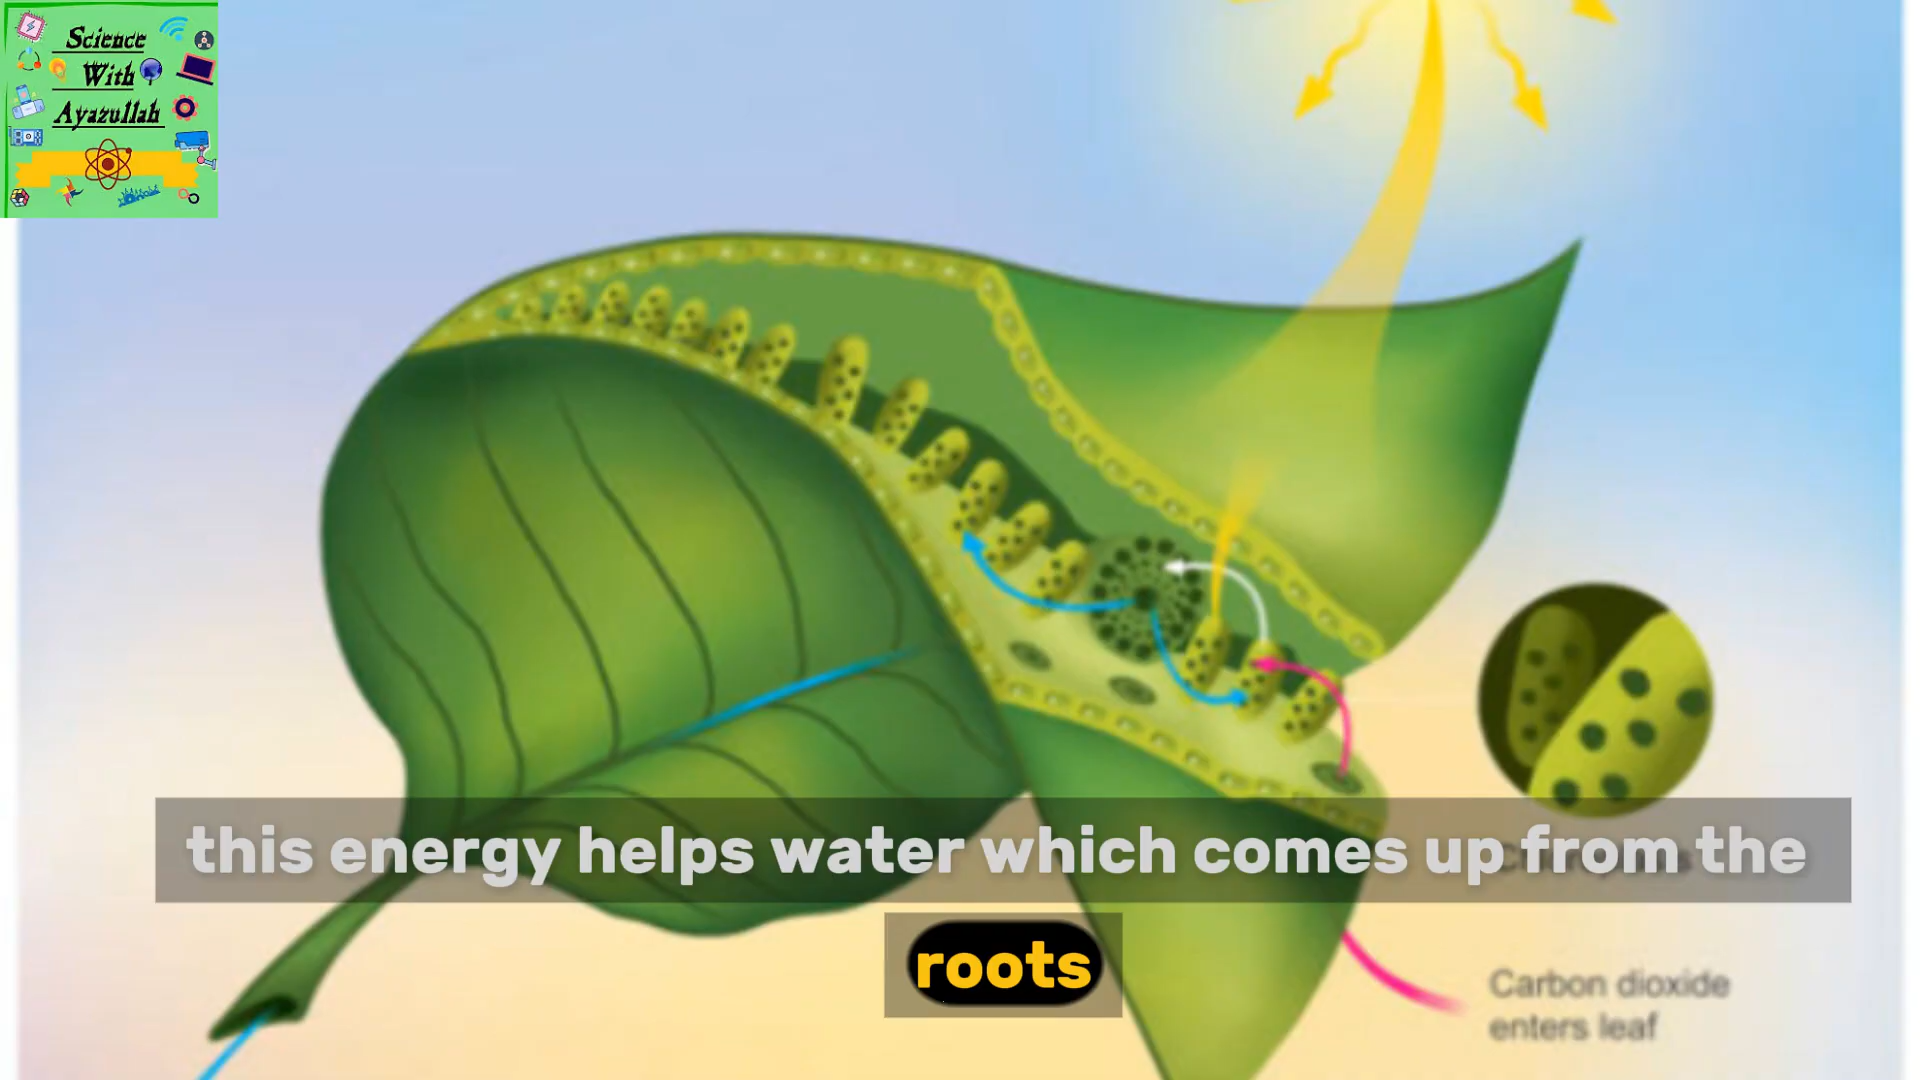 Science
With
Ayazullah
this energy helps water which comes up from the
roots
Carbon dioxide
enters leaf